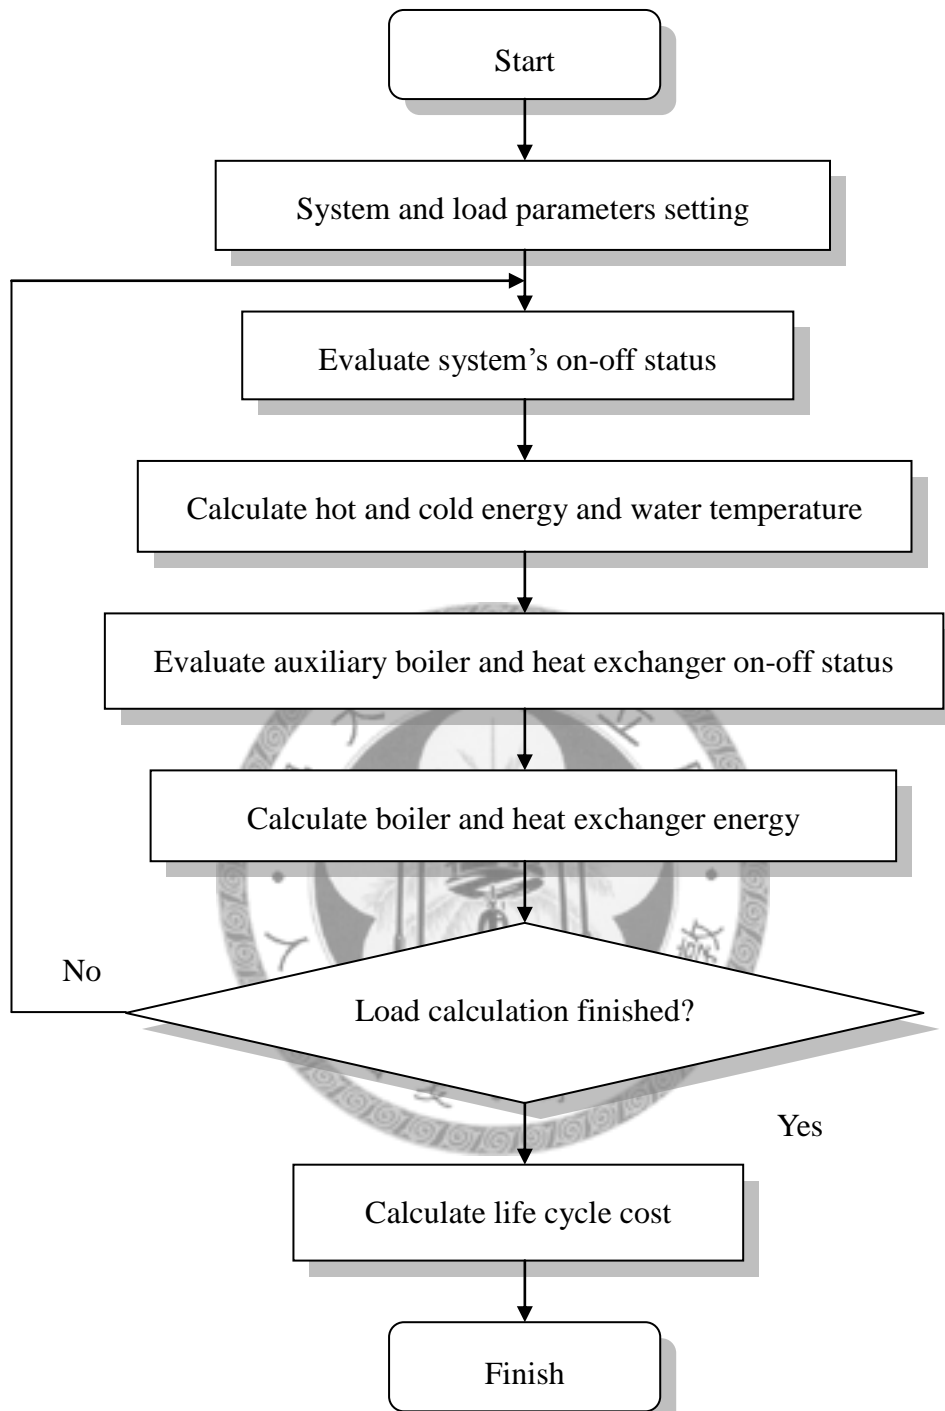 Start
System and load parameters setting
Evaluate system’s on-off status
Calculate hot and cold energy and water temperature
Evaluate auxiliary boiler and heat exchanger on-off status
Calculate boiler and heat exchanger energy
No
Load calculation finished?
Yes
Calculate life cycle cost
Finish